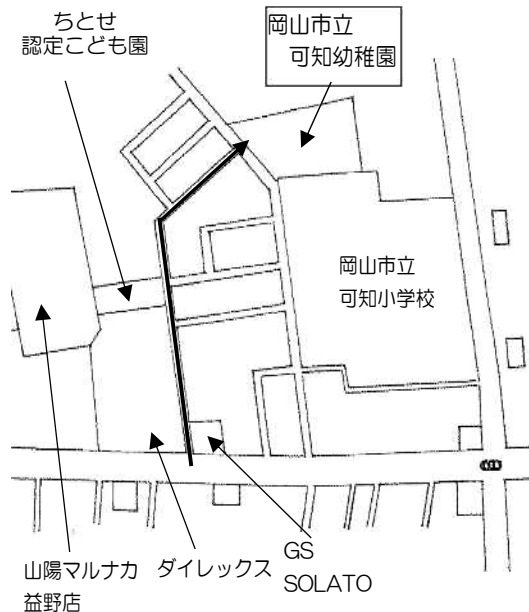 ちとせ
認定こども園
岡山市立
可知幼稚園
岡山市立
可知小学校
山陽マルナカ
益野店
ダイレックス
GS
SOLATO